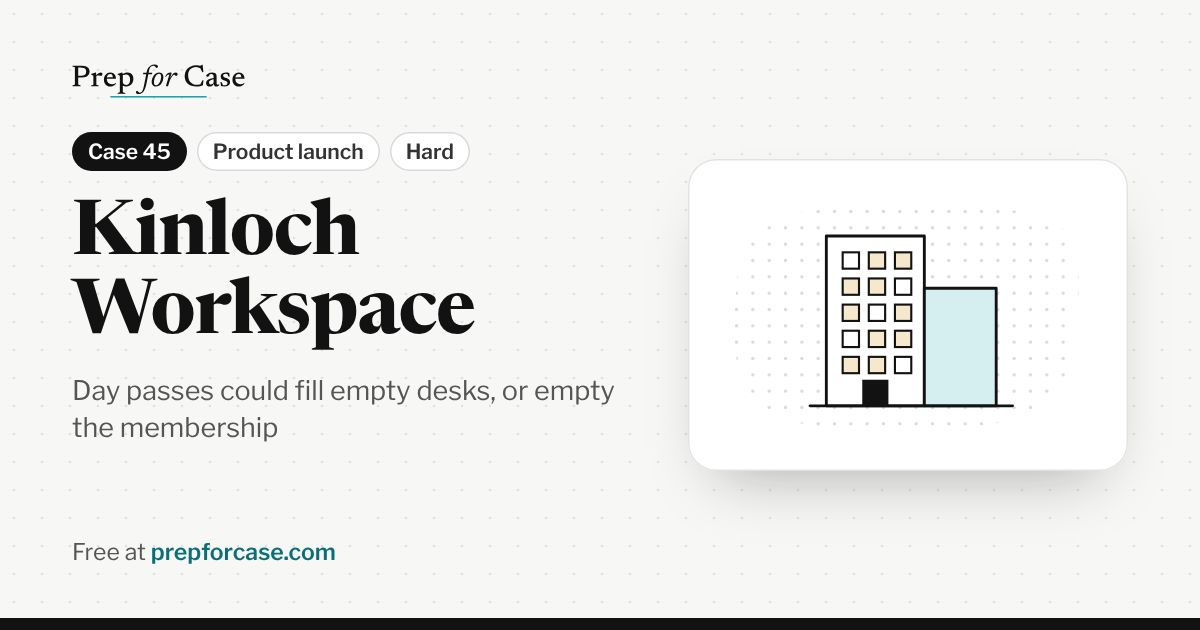 Prep for Case
Case 45
Product launch
Hard
Kinloch
Workspace
Day passes could fill empty desks, or empty
the membership
Free at prepforcase.com